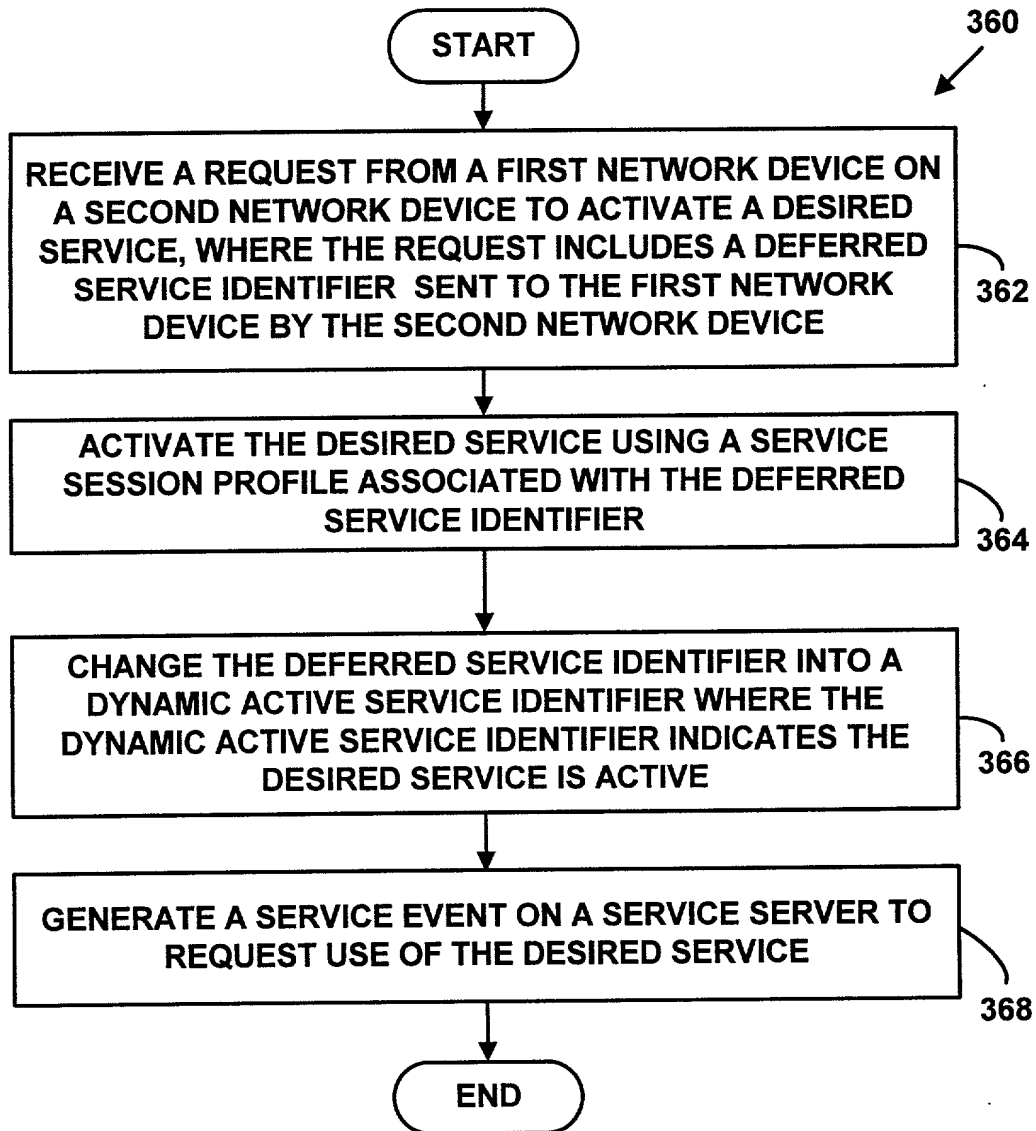 360
START
RECEIVE A REQUEST FROM A FIRST NETWORK DEVICE ON
A SECOND NETWORK DEVICE TO ACTIVATE A DESIRED
SERVICE, WHERE THE REQUEST INCLUDES A DEFERRED
SERVICE IDENTIFIER SENT TO THE FIRST NETWORK
DEVICE BY THE SECOND NETWORK DEVICE
362
ACTIVATE THE DESIRED SERVICE USING A SERVICE
SESSION PROFILE ASSOCIATED WITH THE DEFERRED
SERVICE IDENTIFIER
364
CHANGE THE DEFERRED SERVICE IDENTIFIER INTO A
DYNAMIC ACTIVE SERVICE IDENTIFIER WHERE THE
DYNAMIC ACTIVE SERVICE IDENTIFIER INDICATES THE
DESIRED SERVICE IS ACTIVE
366
GENERATE A SERVICE EVENT ON A SERVICE SERVER TO
REQUEST USE OF THE DESIRED SERVICE
368
END